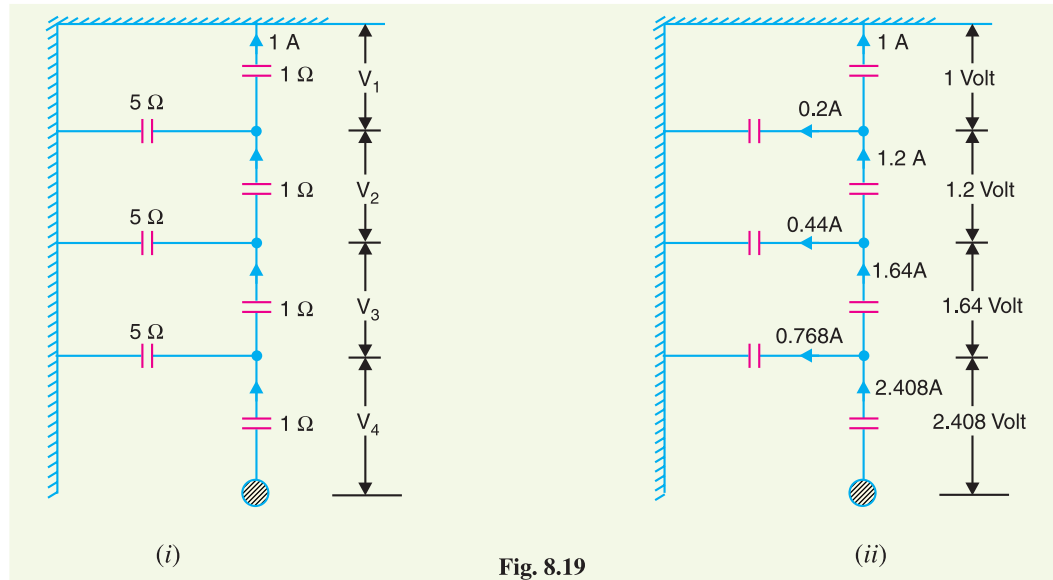 1 A
1 Ω
V1
5 Ω
1 Ω
V2
5 Ω
1 Ω
V3
5 Ω
1 Ω
V4
(i)
1 A
1 Volt
0.2A
1.2 A
1.2 Volt
0.44A
1.64A
1.64 Volt
0.768A
2.408A
2.408 Volt
(ii)
Fig. 8.19